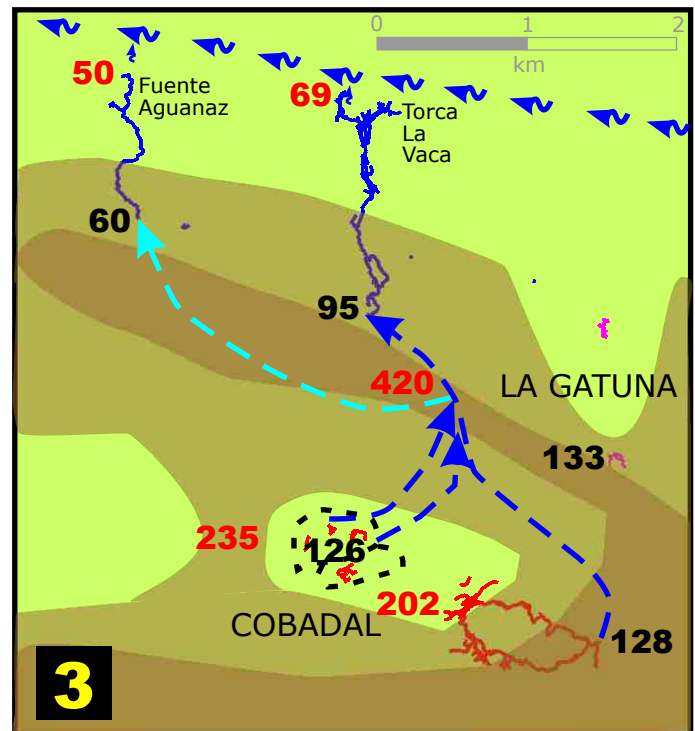 0 1 2
km
50
Fuente
Aguanaz
69
Torca
La
Vaca
60
95
420
LA GATUNA
133
235
126
202
COBADAL
128
3